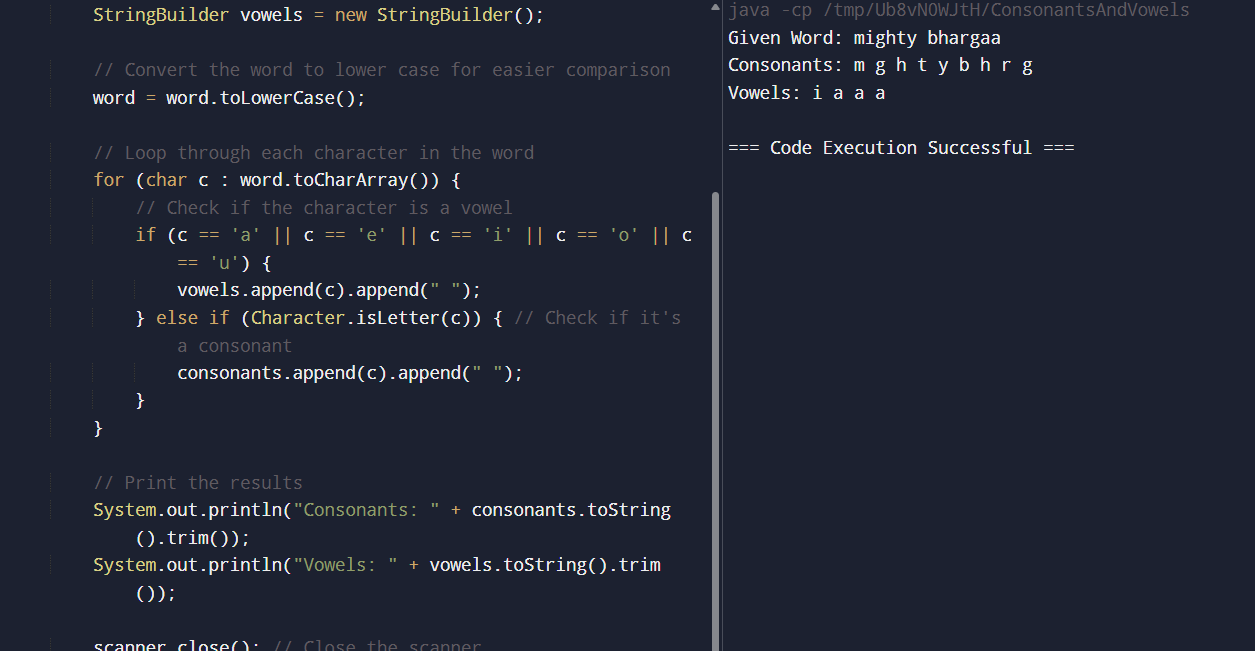 StringBuilder vowels = new StringBuilder();
// Convert the word to lower case for easier comparison
word = word.toLowerCase();
// Loop through each character in the word
for (char c : word.toCharArray()) {
// Check if the character is a vowel
if (c == 'a' || c == 'e' || c == 'i' || c == 'o' || c
== 'u') {
vowels.append(c).append(" ");
} else if (Character.isLetter(c)) { // Check if it's
a consonant
consonants.append(c).append(" ");
}
}
// Print the results
System.out.println("Consonants: " + consonants.toString
().trim());
System.out.println("Vowels: " + vowels.toString().trim
());
scanner.close(); // Close the scanner
java -cp /tmp/Ub8vN0WJtH/ConsonantsAndVowels
Given Word: mighty bhargaa
Consonants: m g h t y b h r g
Vowels: i a a a
=== Code Execution Successful ===